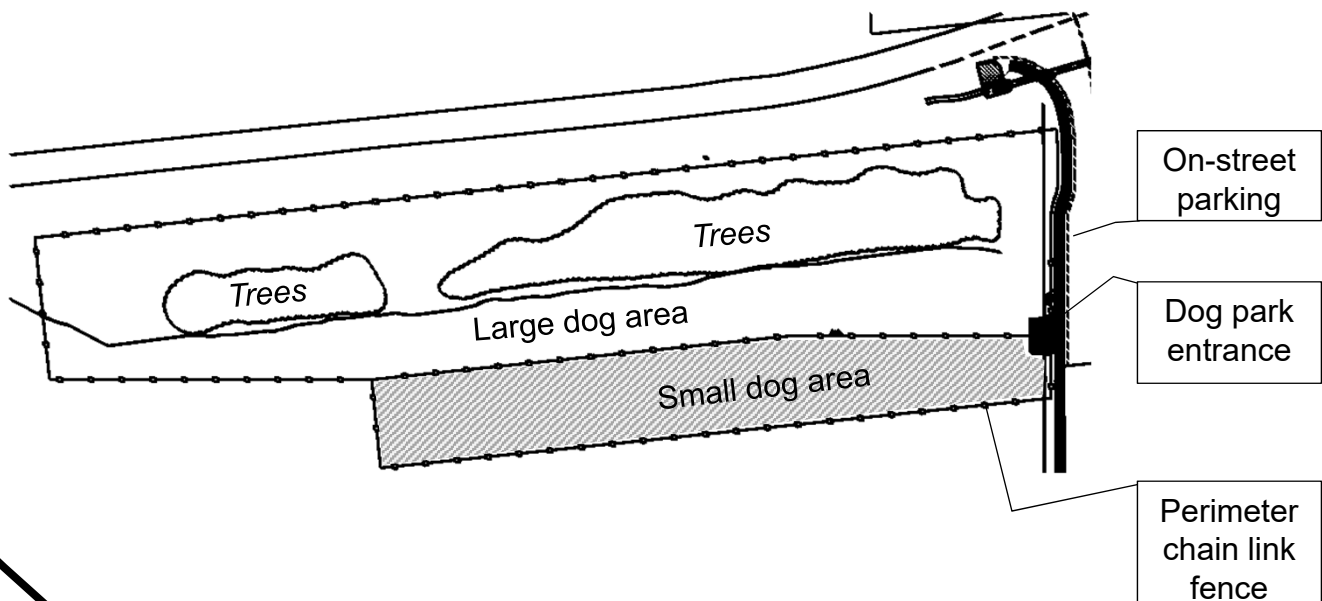 On-street
parking
Trees
Trees
Large dog area
Dog park
entrance
Small dog area
Perimeter
chain link
fence